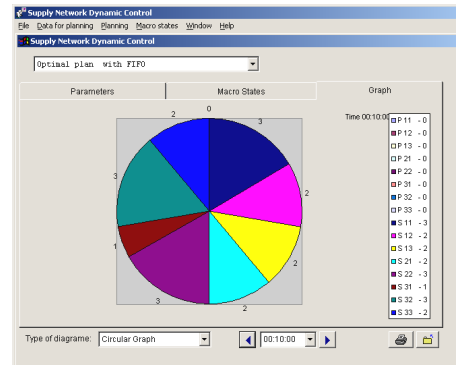 Supply Network Dynamic Control
File Data for planning Planning Macro states Window Help
Supply Network Dynamic Control
Optimal plan with FIFO
Parameters Macro States Graph
Time 00:10:00
0
2 3
3 2
1 2
3 2
P 11 - 0
P 12 - 0
P 13 - 0
P 21 - 0
P 22 - 0
P 31 - 0
P 32 - 0
P 33 - 0
S 11 - 3
S 12 - 2
S 13 - 2
S 21 - 2
S 22 - 3
S 31 - 1
S 32 - 3
S 33 - 2
Type of diagrame: Circular Graph 00:10:00